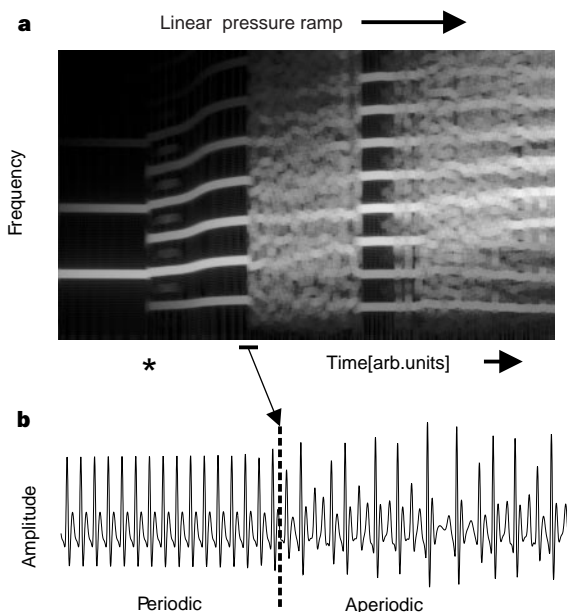 a
Linear pressure ramp
Frequency
*
Time[arb.units]
b
Amplitude
Periodic
Aperiodic